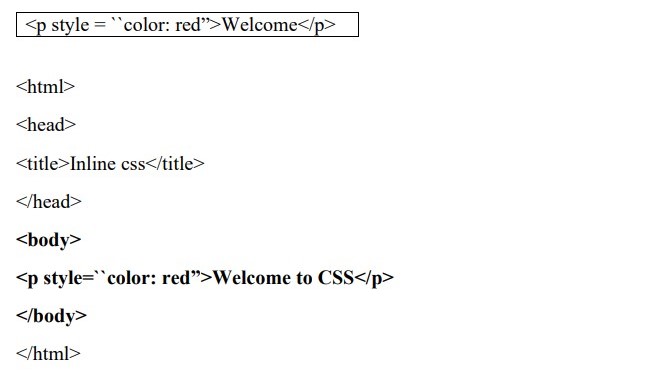 <p style = ``color: red”>Welcome</p>
<html>
<head>
<title>Inline css</title>
</head>
<body>
<p style=``color: red”>Welcome to CSS</p>
</body>
</html>